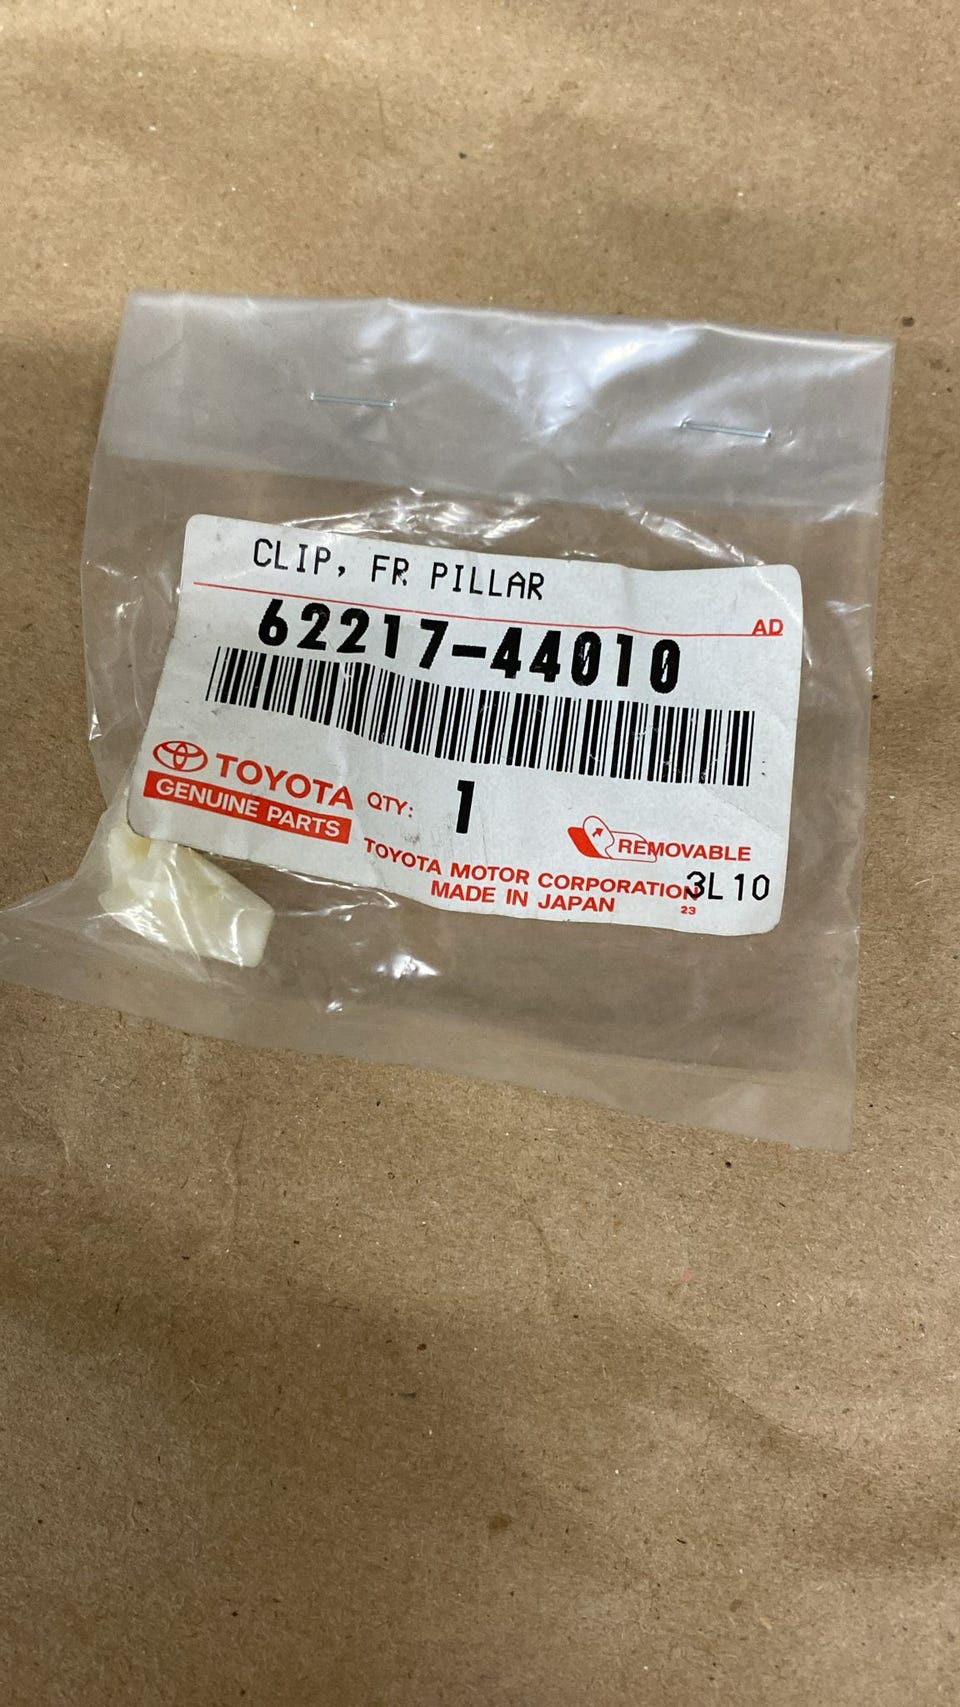 CLIP, FR PILLAR
AD
62217-44010
TOYOTA
GENUINE PARTS
QTY: 1
REMOVABLE
TOYOTA MOTOR CORPORATION
3L10
MADE IN JAPAN
23